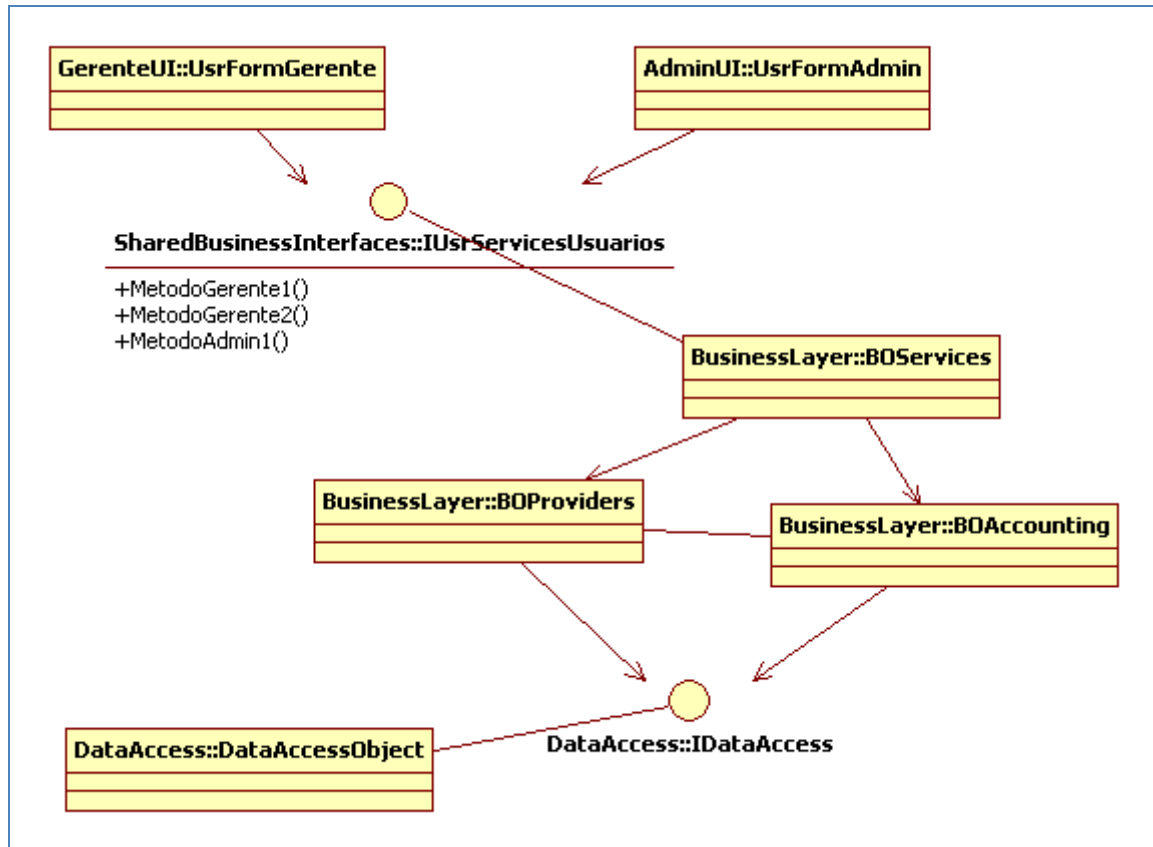 GerenteUI::UsrFormGerente
AdminUI::UsrFormAdmin
SharedBusinessInterfaces::IUsrServicesUsuarios
+MetodoGerente1()
+MetodoGerente2()
+MetodoAdmin1()
BusinessLayer::BOServices
BusinessLayer::BOProviders
BusinessLayer::BOAccounting
DataAccess::DataAccessObject
DataAccess::IDataAccess